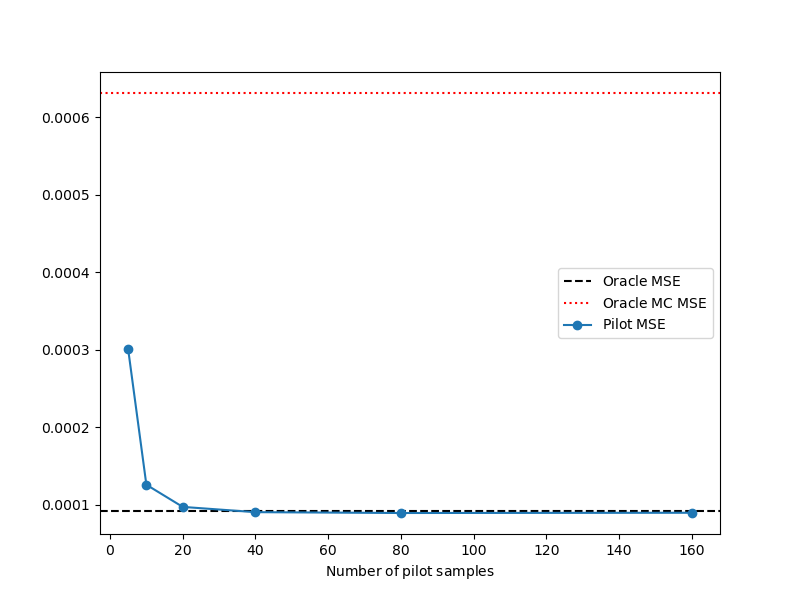 0.0006
0.0005
0.0004
0.0003
0.0002
0.0001
Oracle MSE
Oracle MC MSE
Pilot MSE
0 20 40 60 80 100 120 140 160
Number of pilot samples